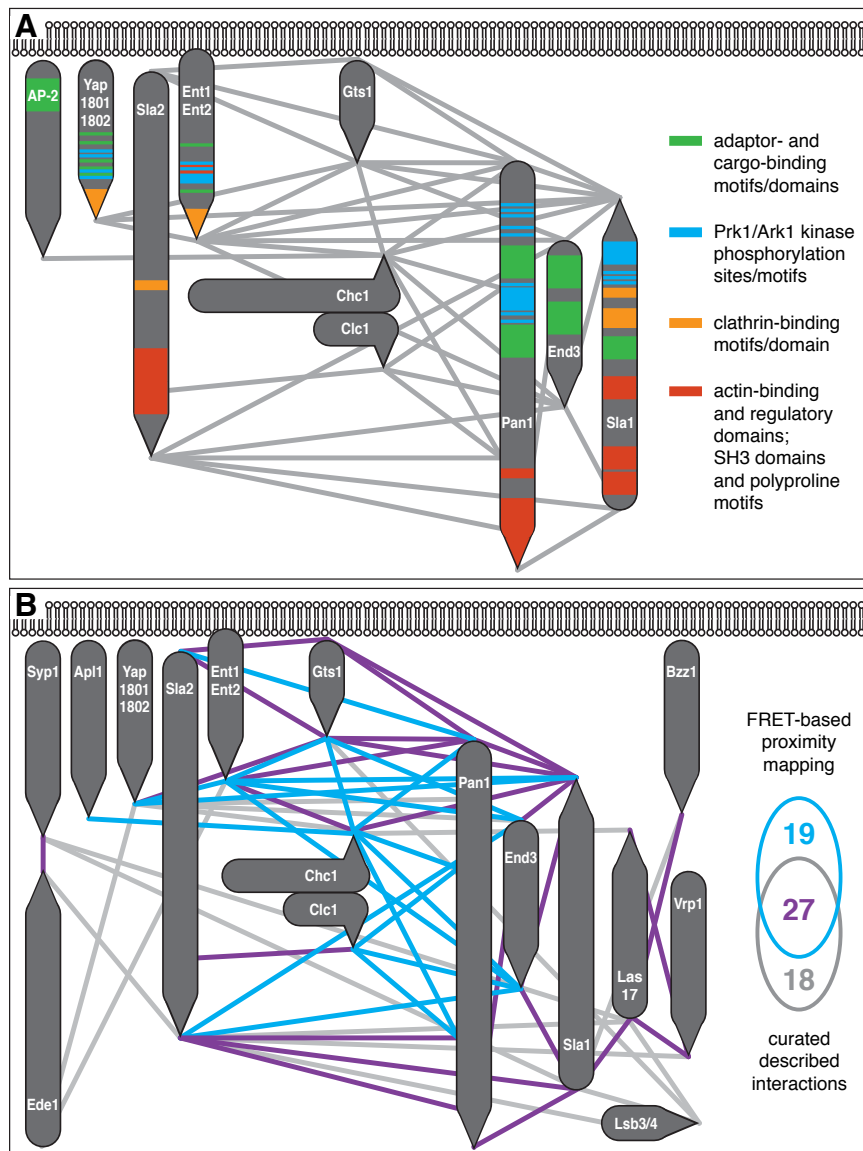 A
AP-2
Yap
1801
1802
Sla2
Ent1
Ent2
Gts1
Chc1
Clc1
Pan1
End3
Sla1
adaptor- and
cargo-binding
motifs/domains
Prk1/Ark1 kinase
phosphorylation
sites/motifs
clathrin-binding
motifs/domain
actin-binding
and regulatory
domains;
SH3 domains
and polyproline
motifs
B
Syp1
Apl1
Yap
1801
1802
Sla2
Ent1
Ent2
Gts1
Bzz1
Pan1
End3
Chc1
Clc1
Vrp1
Las
17
Sla1
Ede1
Lsb3/4
FRET-based
proximity
mapping
19
27
18
curated
described
interactions